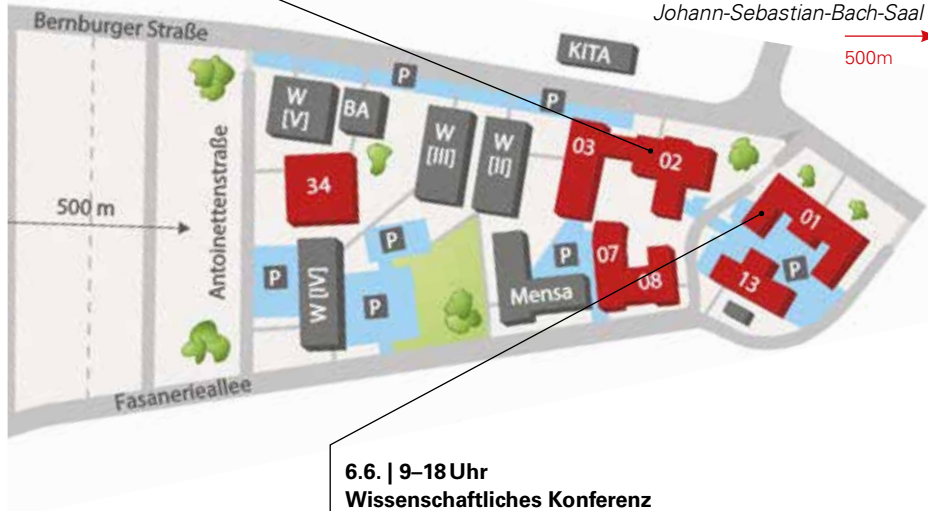 Johann-Sebastian-Bach-Saal
500m
Bernburger Straße
KITA
P
P
W
[V]
BA
W
[III]
W
[II]
03
02
34
01
500 m
Antoinettenstraße
P
P
W [IV]
P
P
07
08
13
P
Mensa
Fasanerieallee
6.6. | 9–18 Uhr
Wissenschaftliches Konferenz